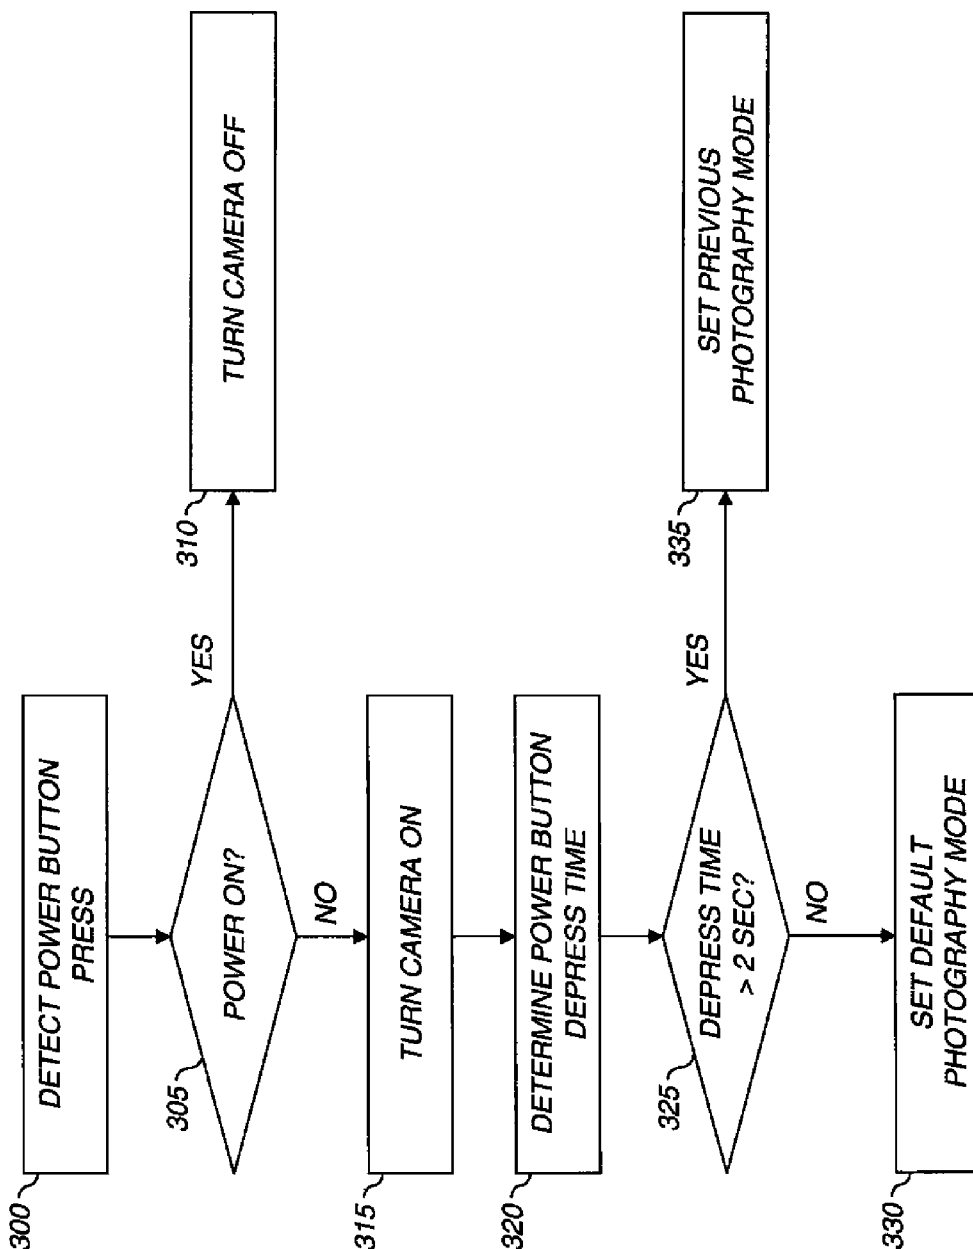 300
DETECT POWER BUTTON
PRESS
305
POWER ON?
YES
310
TURN CAMERA OFF
NO
315
TURN CAMERA ON
320
DETERMINE POWER BUTTON
DEPRESS TIME
325
DEPRESS TIME
> 2 SEC?
YES
335
SET PREVIOUS
PHOTOGRAPHY MODE
NO
330
SET DEFAULT
PHOTOGRAPHY MODE